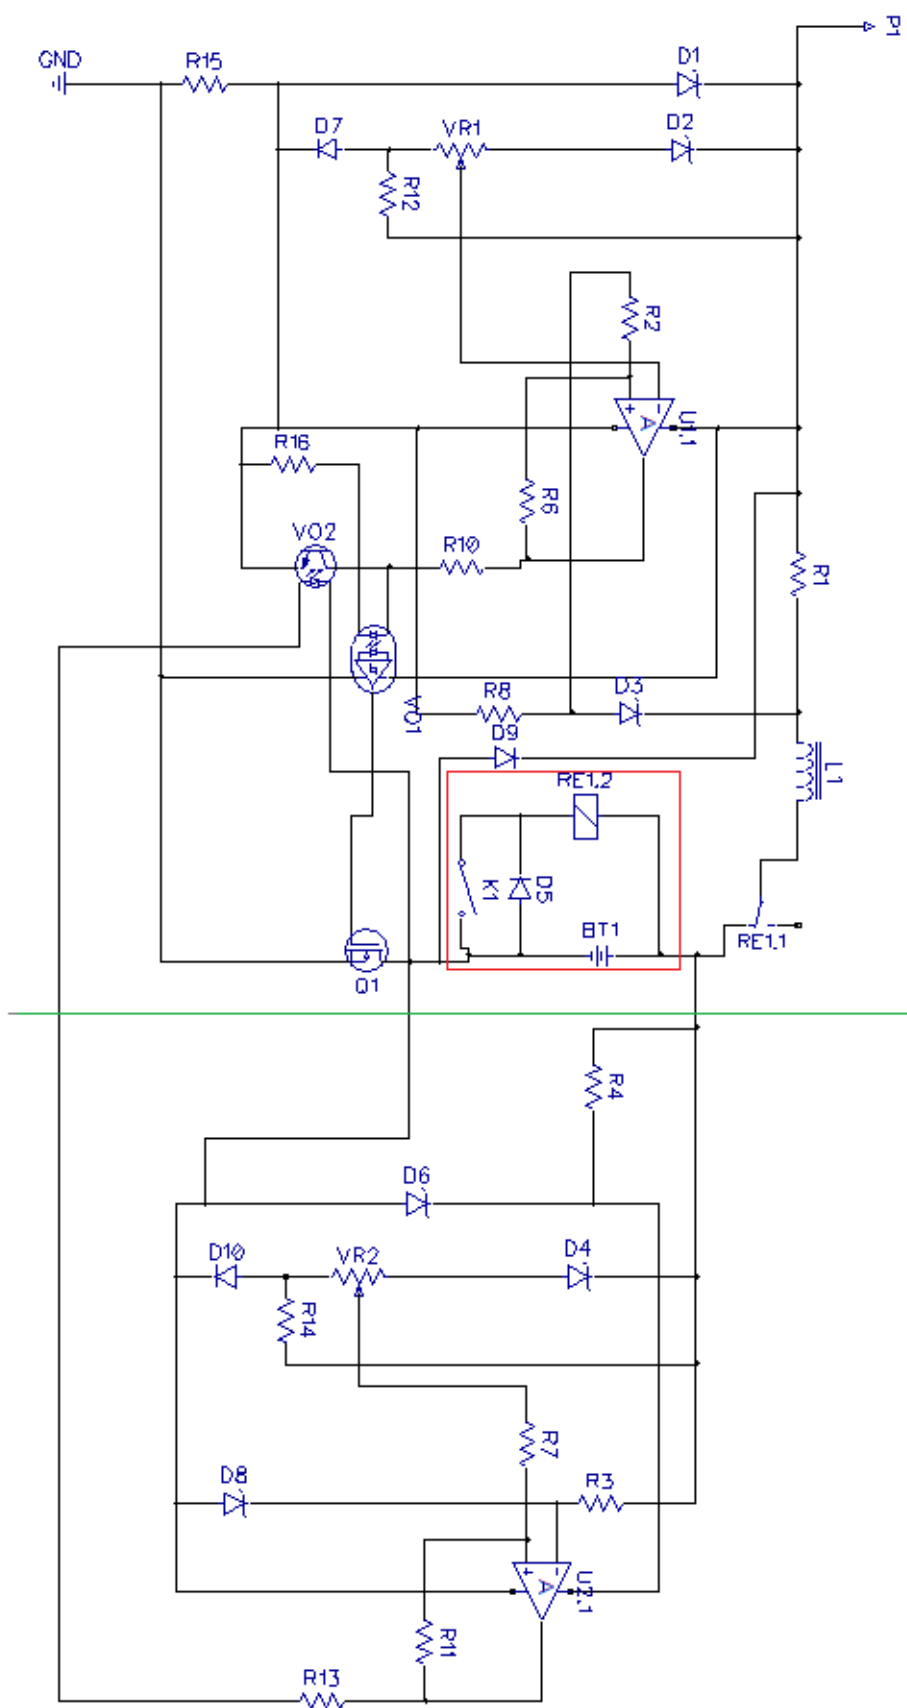 P1
GND
R15
D1
D7
VR1
D2
R12
R2
U1.1
A
R16
R6
VO2
R10
R1
R8
D3
VO1
D9
L1
RE1.2
K1
D5
BT1
RE1.1
Q1
R4
D6
D10
VR2
D4
R14
R7
D8
R3
U2.1
A
R11
R13